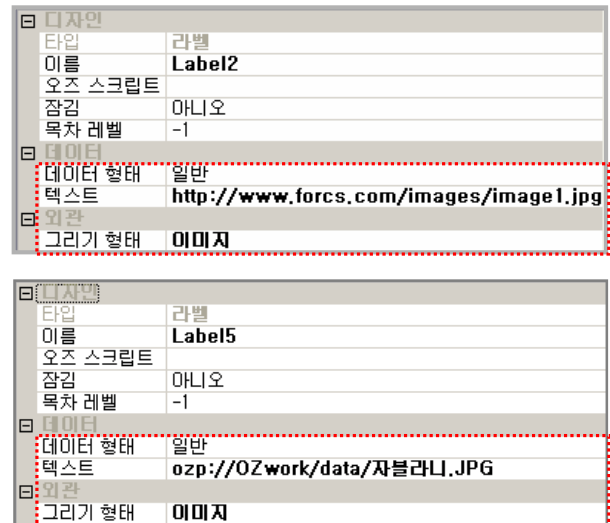 디자인
타입 라벨
이름 Label2
오즈 스크립트
잠김 아니오
목차 레벨 -1
데이터
데이터 형태 일반
텍스트 http://www.forcs.com/images/image1.jpg
외관
그리기 형태 이미지
디자인
타입 라벨
이름 Label5
오즈 스크립트
잠김 아니오
목차 레벨 -1
데이터
데이터 형태 일반
텍스트 ozp://OZwork/data/자블라니.JPG
외관
그리기 형태 이미지